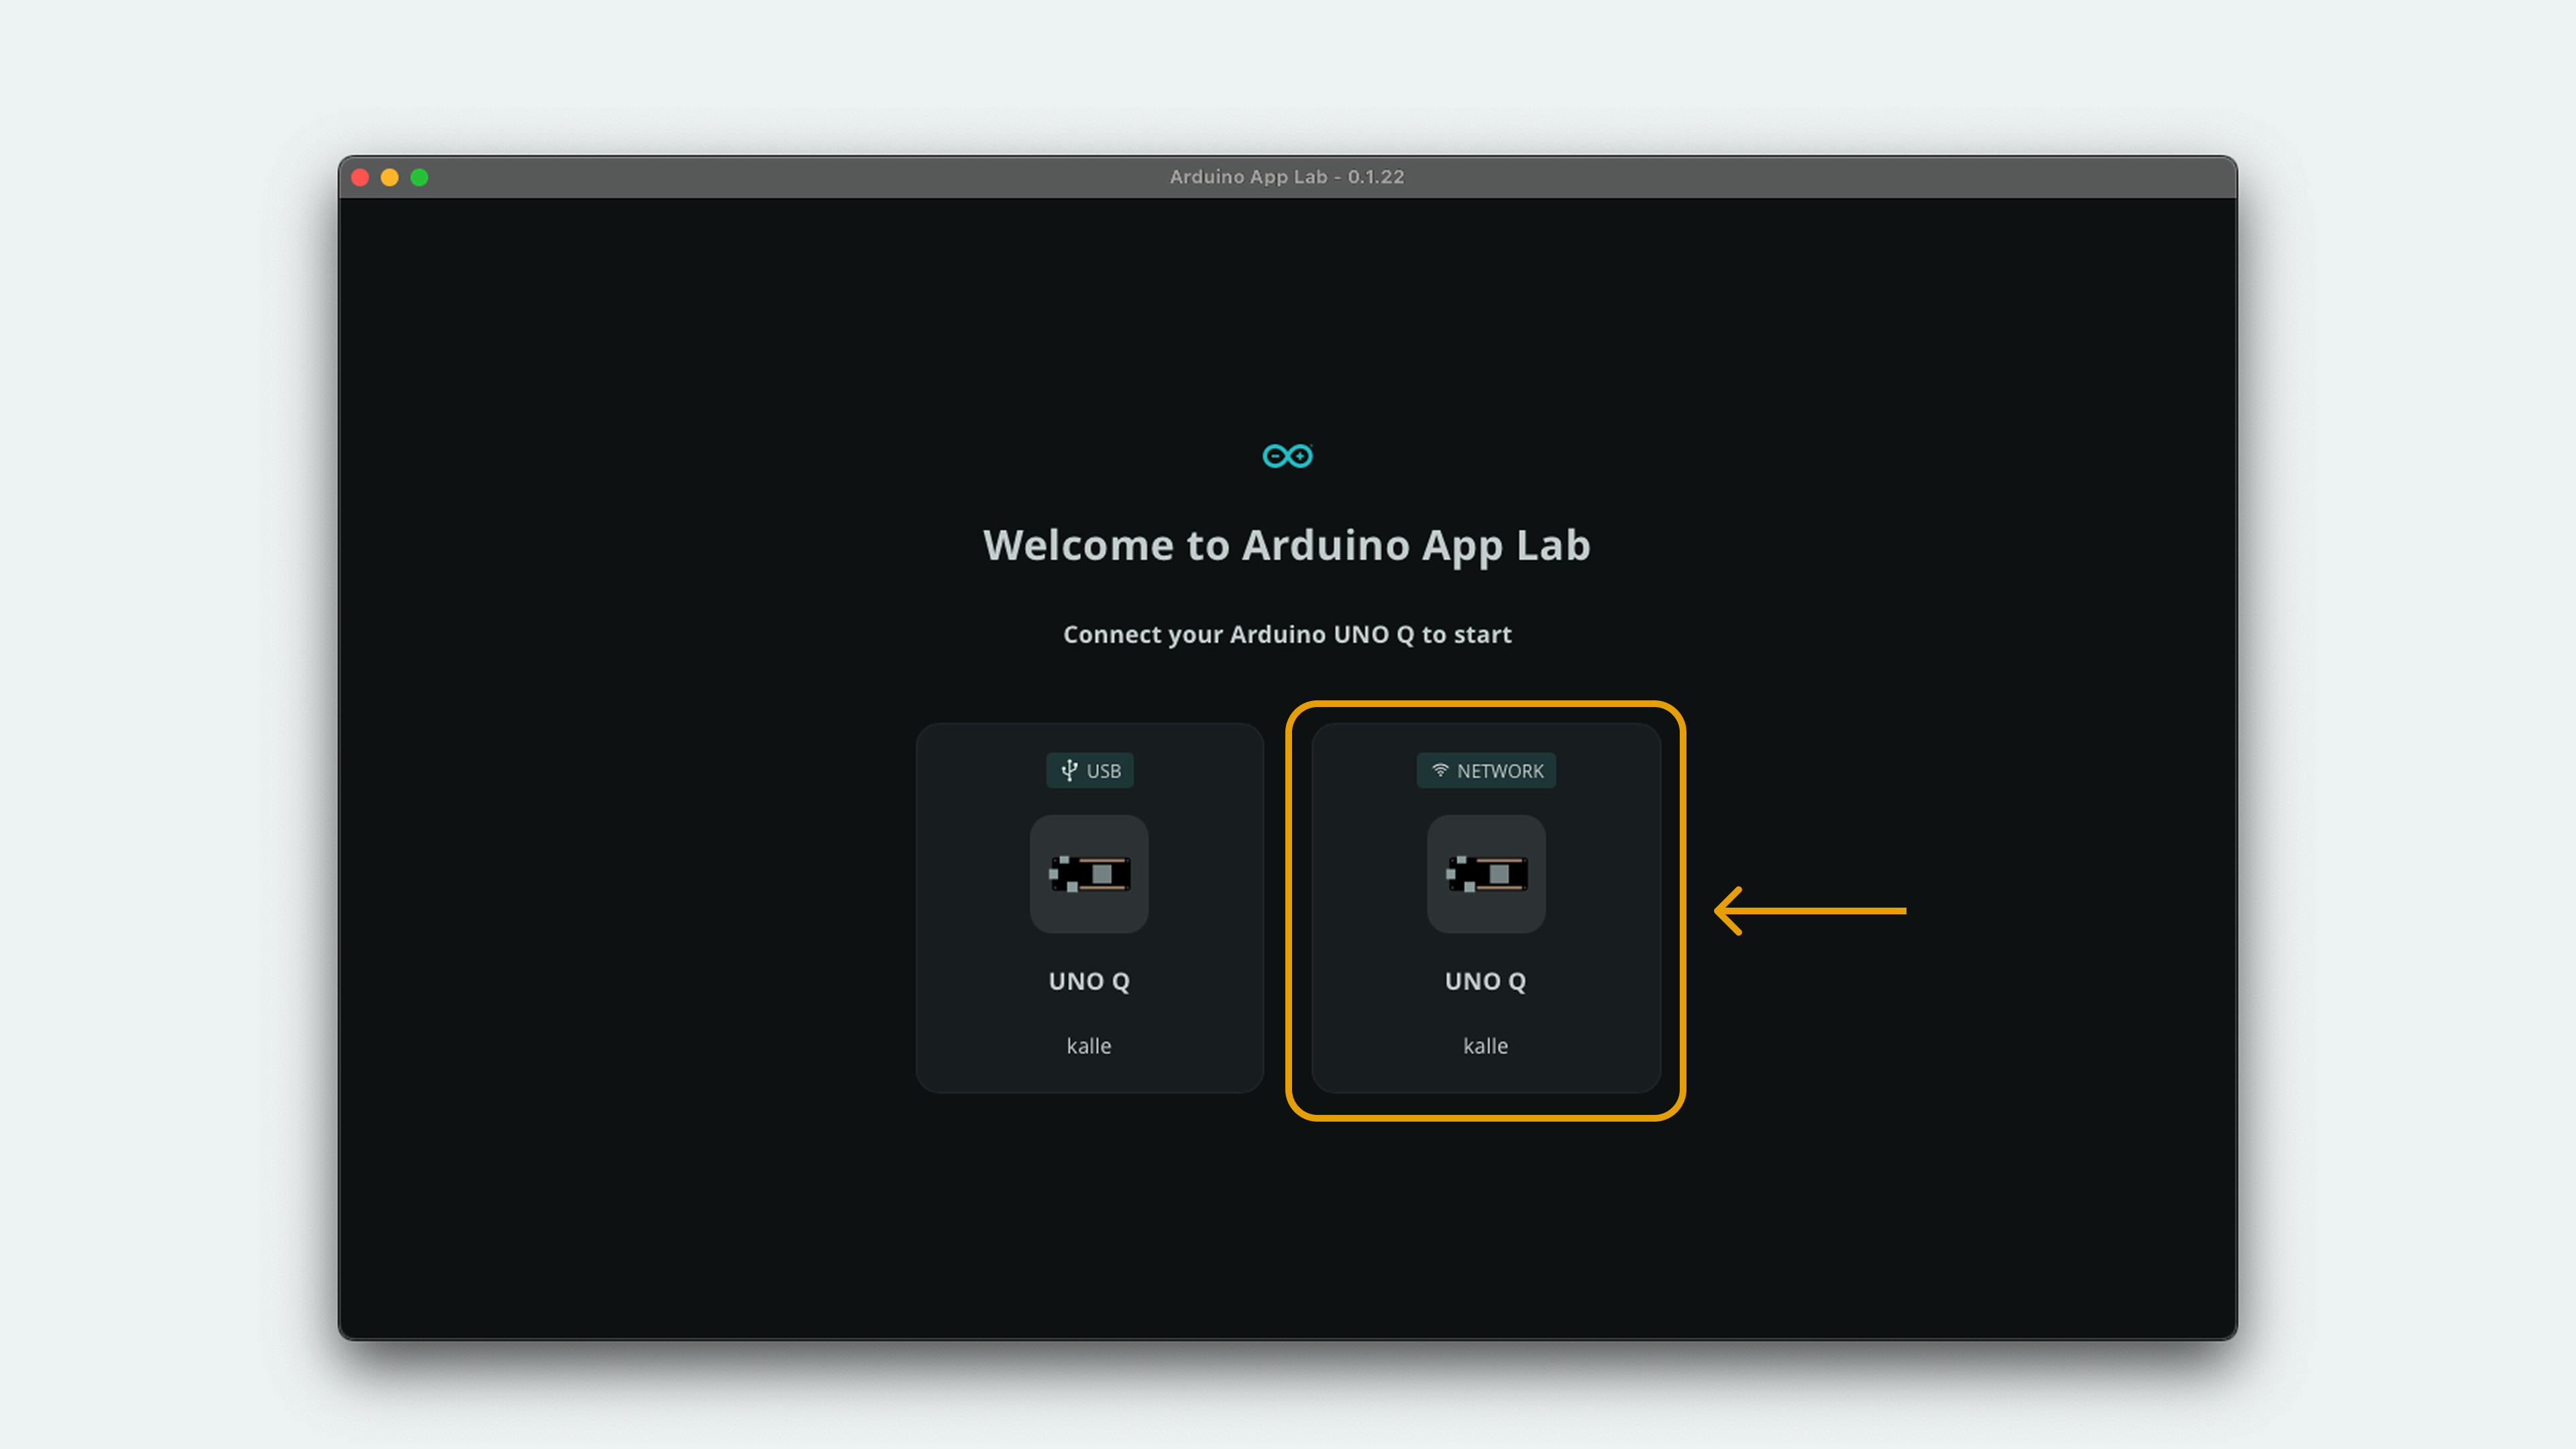 Arduino App Lab - 0.1.22
Welcome to Arduino App Lab
Connect your Arduino UNO Q to start
USB
UNO Q
kalle
NETWORK
UNO Q
kalle